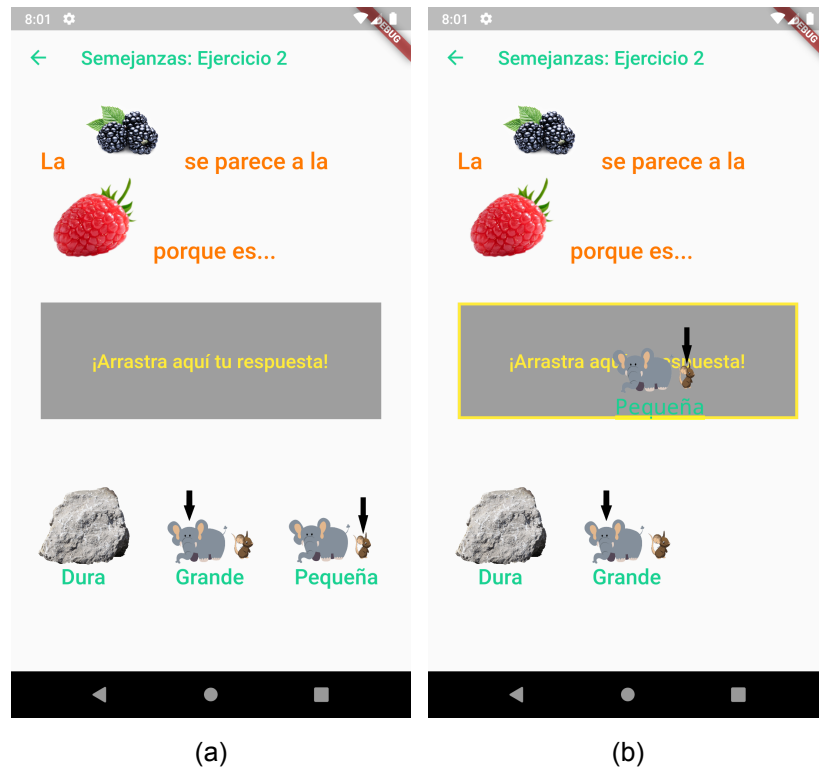 8:01
DEBUG
Semejanzas: Ejercicio 2
La se parece a la
porque es...
¡Arrastra aquí tu respuesta!
Dura Grande Pequeña
(a)
8:01
DEBUG
Semejanzas: Ejercicio 2
La se parece a la
porque es...
¡Arrastra aquí tu respuesta!
Pequeña
Dura Grande
(b)